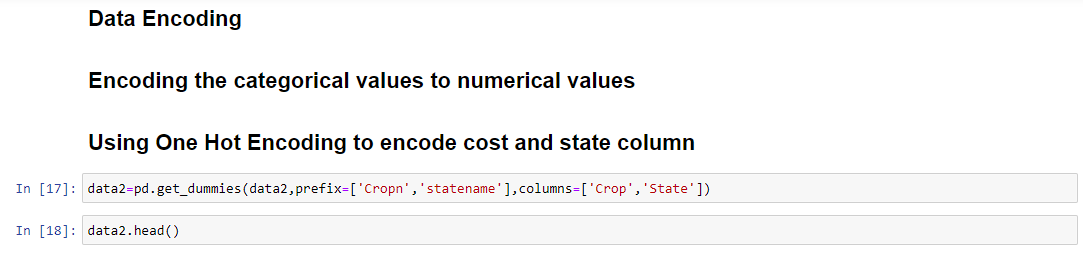 Data Encoding
Encoding the categorical values to numerical values
Using One Hot Encoding to encode cost and state column
In [17]: data2=pd.get_dummies(data2,prefix=['Cropn','statename'],columns=['Crop','State'])
In [18]: data2.head()